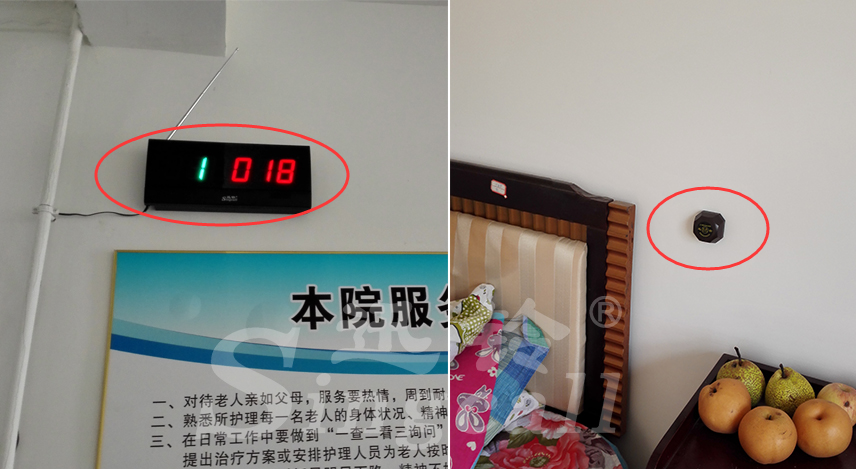 1 018
本院服
一、对待老人亲如父母，服务要热情，周到耐
二、熟悉所护理每一名老人的身体状况、精神
三、在日常工作中要做到“一查二看三询问”
提出治疗方案或安排护理人员为老人按时
迅铃®
Singcall